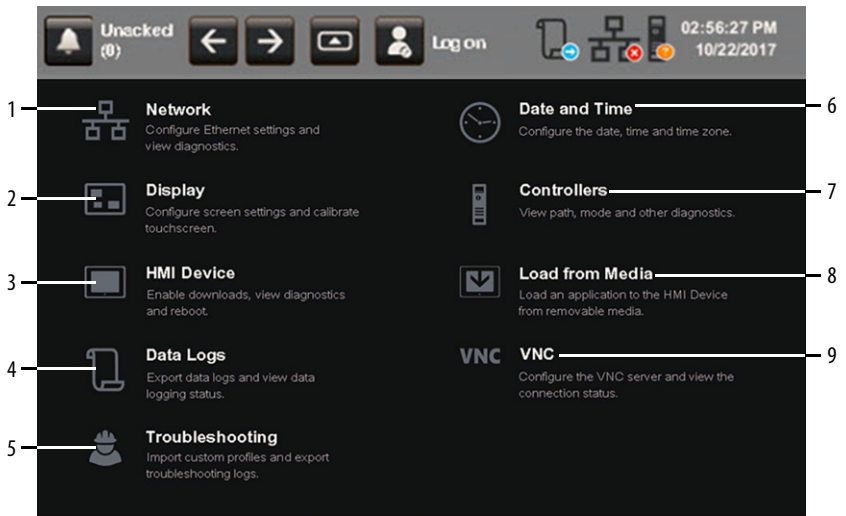 Unacked
(0)
Log on
02:56:27 PM
10/22/2017
1
Network
Configure Ethernet settings and
view diagnostics.
2
Display
Configure screen settings and calibrate
touchscreen.
3
HMI Device
Enable downloads, view diagnostics
and reboot.
4
Data Logs
Export data logs and view data
logging status.
5
Troubleshooting
Import custom profiles and export
troubleshooting logs.
6
Date and Time
Configure the date, time and time zone.
7
Controllers
View path, mode and other diagnostics.
8
Load from Media
Load an application to the HMI Device
from removable media.
9
VNC
VNC
Configure the VNC server and view the
connection status.